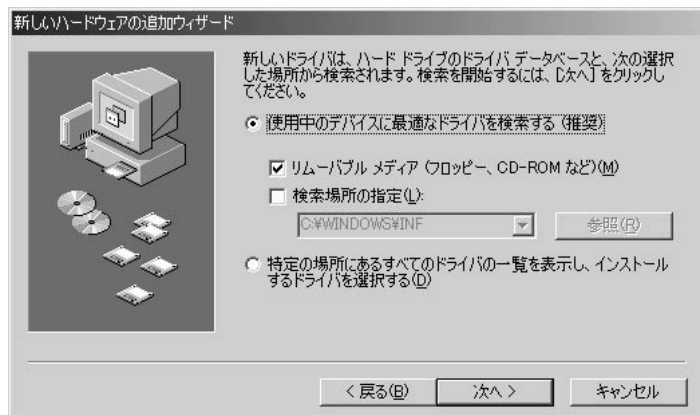 新しいハードウェアの追加ウィザード
新しいドライバは、ハード ドライブのドライバ データベースと、次の選択
した場所から検索されます。検索を開始するには、[次へ] をクリックし
てください。
使用中のデバイスに最適なドライバを検索する (推奨)
リムーバブル メディア (フロッピー、CD-ROM など)(M)
検索場所の指定(L):
C:¥WINDOWS¥INF
参照(R)
特定の場所にあるすべてのドライバの一覧を表示し、インストール
するドライバを選択する(D)
< 戻る(B)
次へ >
キャンセル